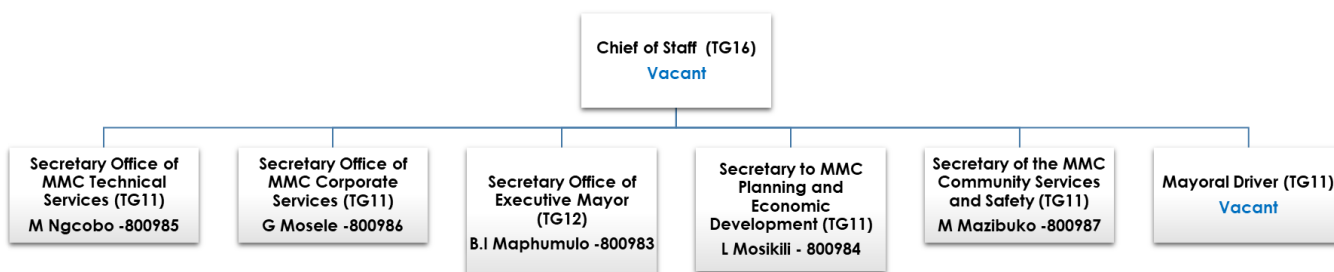 Chief of Staff (TG16)
Vacant
Secretary Office of
MMC Technical
Services (TG11)
M Ngcobo -800985
Secretary Office of
MMC Corporate
Services (TG11)
G Mosele -800986
Secretary Office of
Executive Mayor
(TG12)
B.I Maphumulo -800983
Secretary to MMC
Planning and
Economic
Development (TG11)
L Mosikili - 800984
Secretary of the MMC
Community Services
and Safety (TG11)
M Mazibuko -800987
Mayoral Driver (TG11)
Vacant